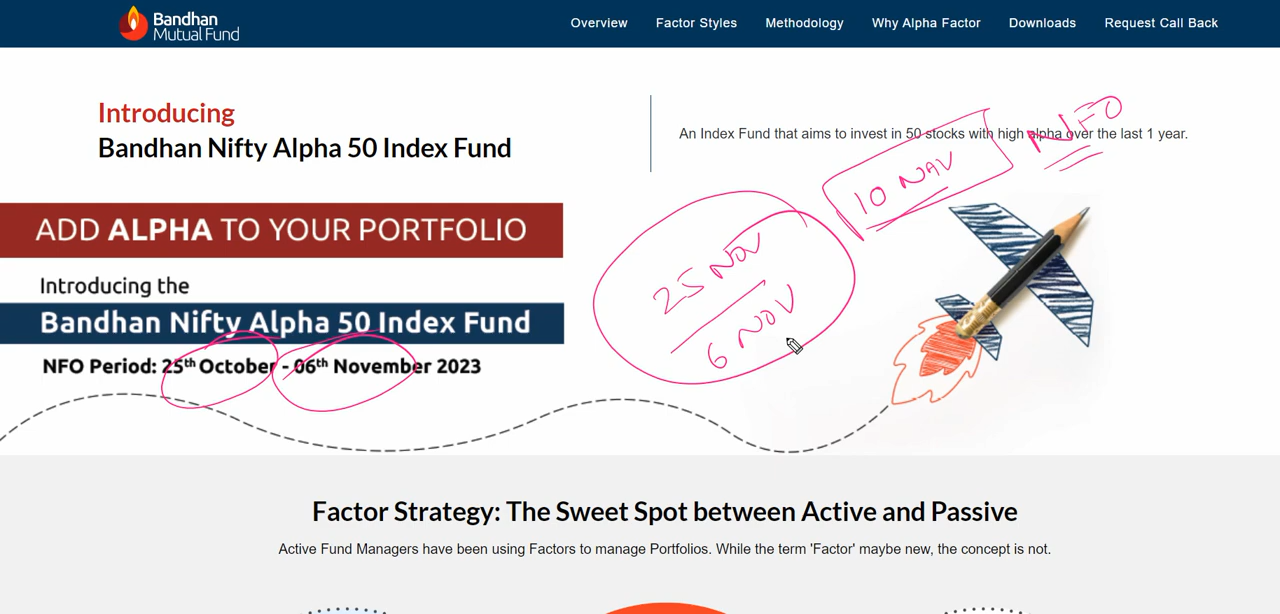 Bandhan
Mutual Fund
Overview Factor Styles Methodology Why Alpha Factor Downloads Request Call Back
Introducing
Bandhan Nifty Alpha 50 Index Fund
An Index Fund that aims to invest in 50 stocks with high alpha over the last 1 year.
NFO
10 NAV
ADD ALPHA TO YOUR PORTFOLIO
Introducing the
Bandhan Nifty Alpha 50 Index Fund
NFO Period: 25th October - 06th November 2023
25 NOV
6 NOV
Factor Strategy: The Sweet Spot between Active and Passive
Active Fund Managers have been using Factors to manage Portfolios. While the term 'Factor' maybe new, the concept is not.